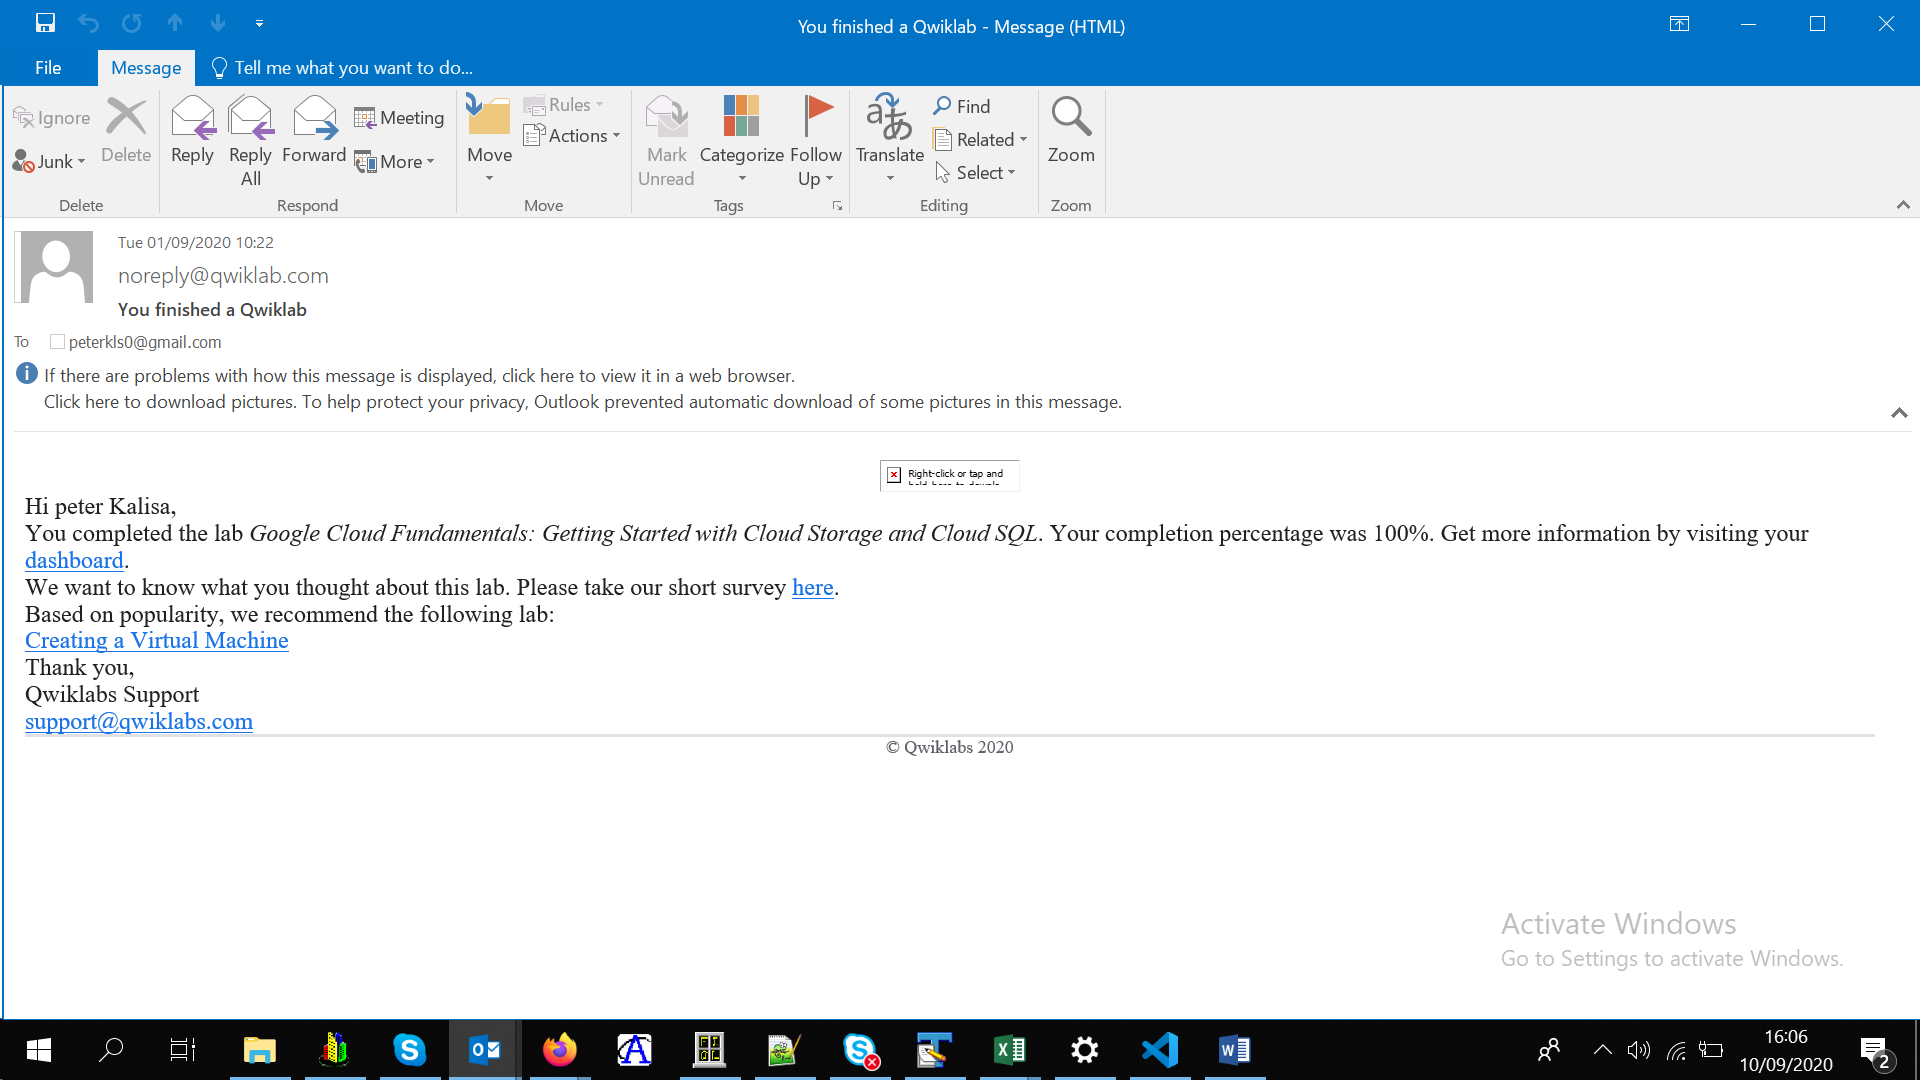 You finished a Qwiklab - Message (HTML)
File Message Tell me what you want to do...
Ignore
Junk
Delete
Reply
Reply All
Forward
Meeting
More
Move
Rules
Actions
Mark Unread
Categorize
Follow Up
Translate
Find
Related
Select
Zoom
Delete Respond Move Tags Editing Zoom
Tue 01/09/2020 10:22
noreply@qwiklab.com
You finished a Qwiklab
To peterkls0@gmail.com
If there are problems with how this message is displayed, click here to view it in a web browser.
Click here to download pictures. To help protect your privacy, Outlook prevented automatic download of some pictures in this message.
Right-click or tap and
Hi peter Kalisa,
You completed the lab Google Cloud Fundamentals: Getting Started with Cloud Storage and Cloud SQL. Your completion percentage was 100%. Get more information by visiting your
dashboard.
We want to know what you thought about this lab. Please take our short survey here.
Based on popularity, we recommend the following lab:
Creating a Virtual Machine
Thank you,
Qwiklabs Support
support@qwiklabs.com
© Qwiklabs 2020
Activate Windows
Go to Settings to activate Windows.
16:06
10/09/2020
2